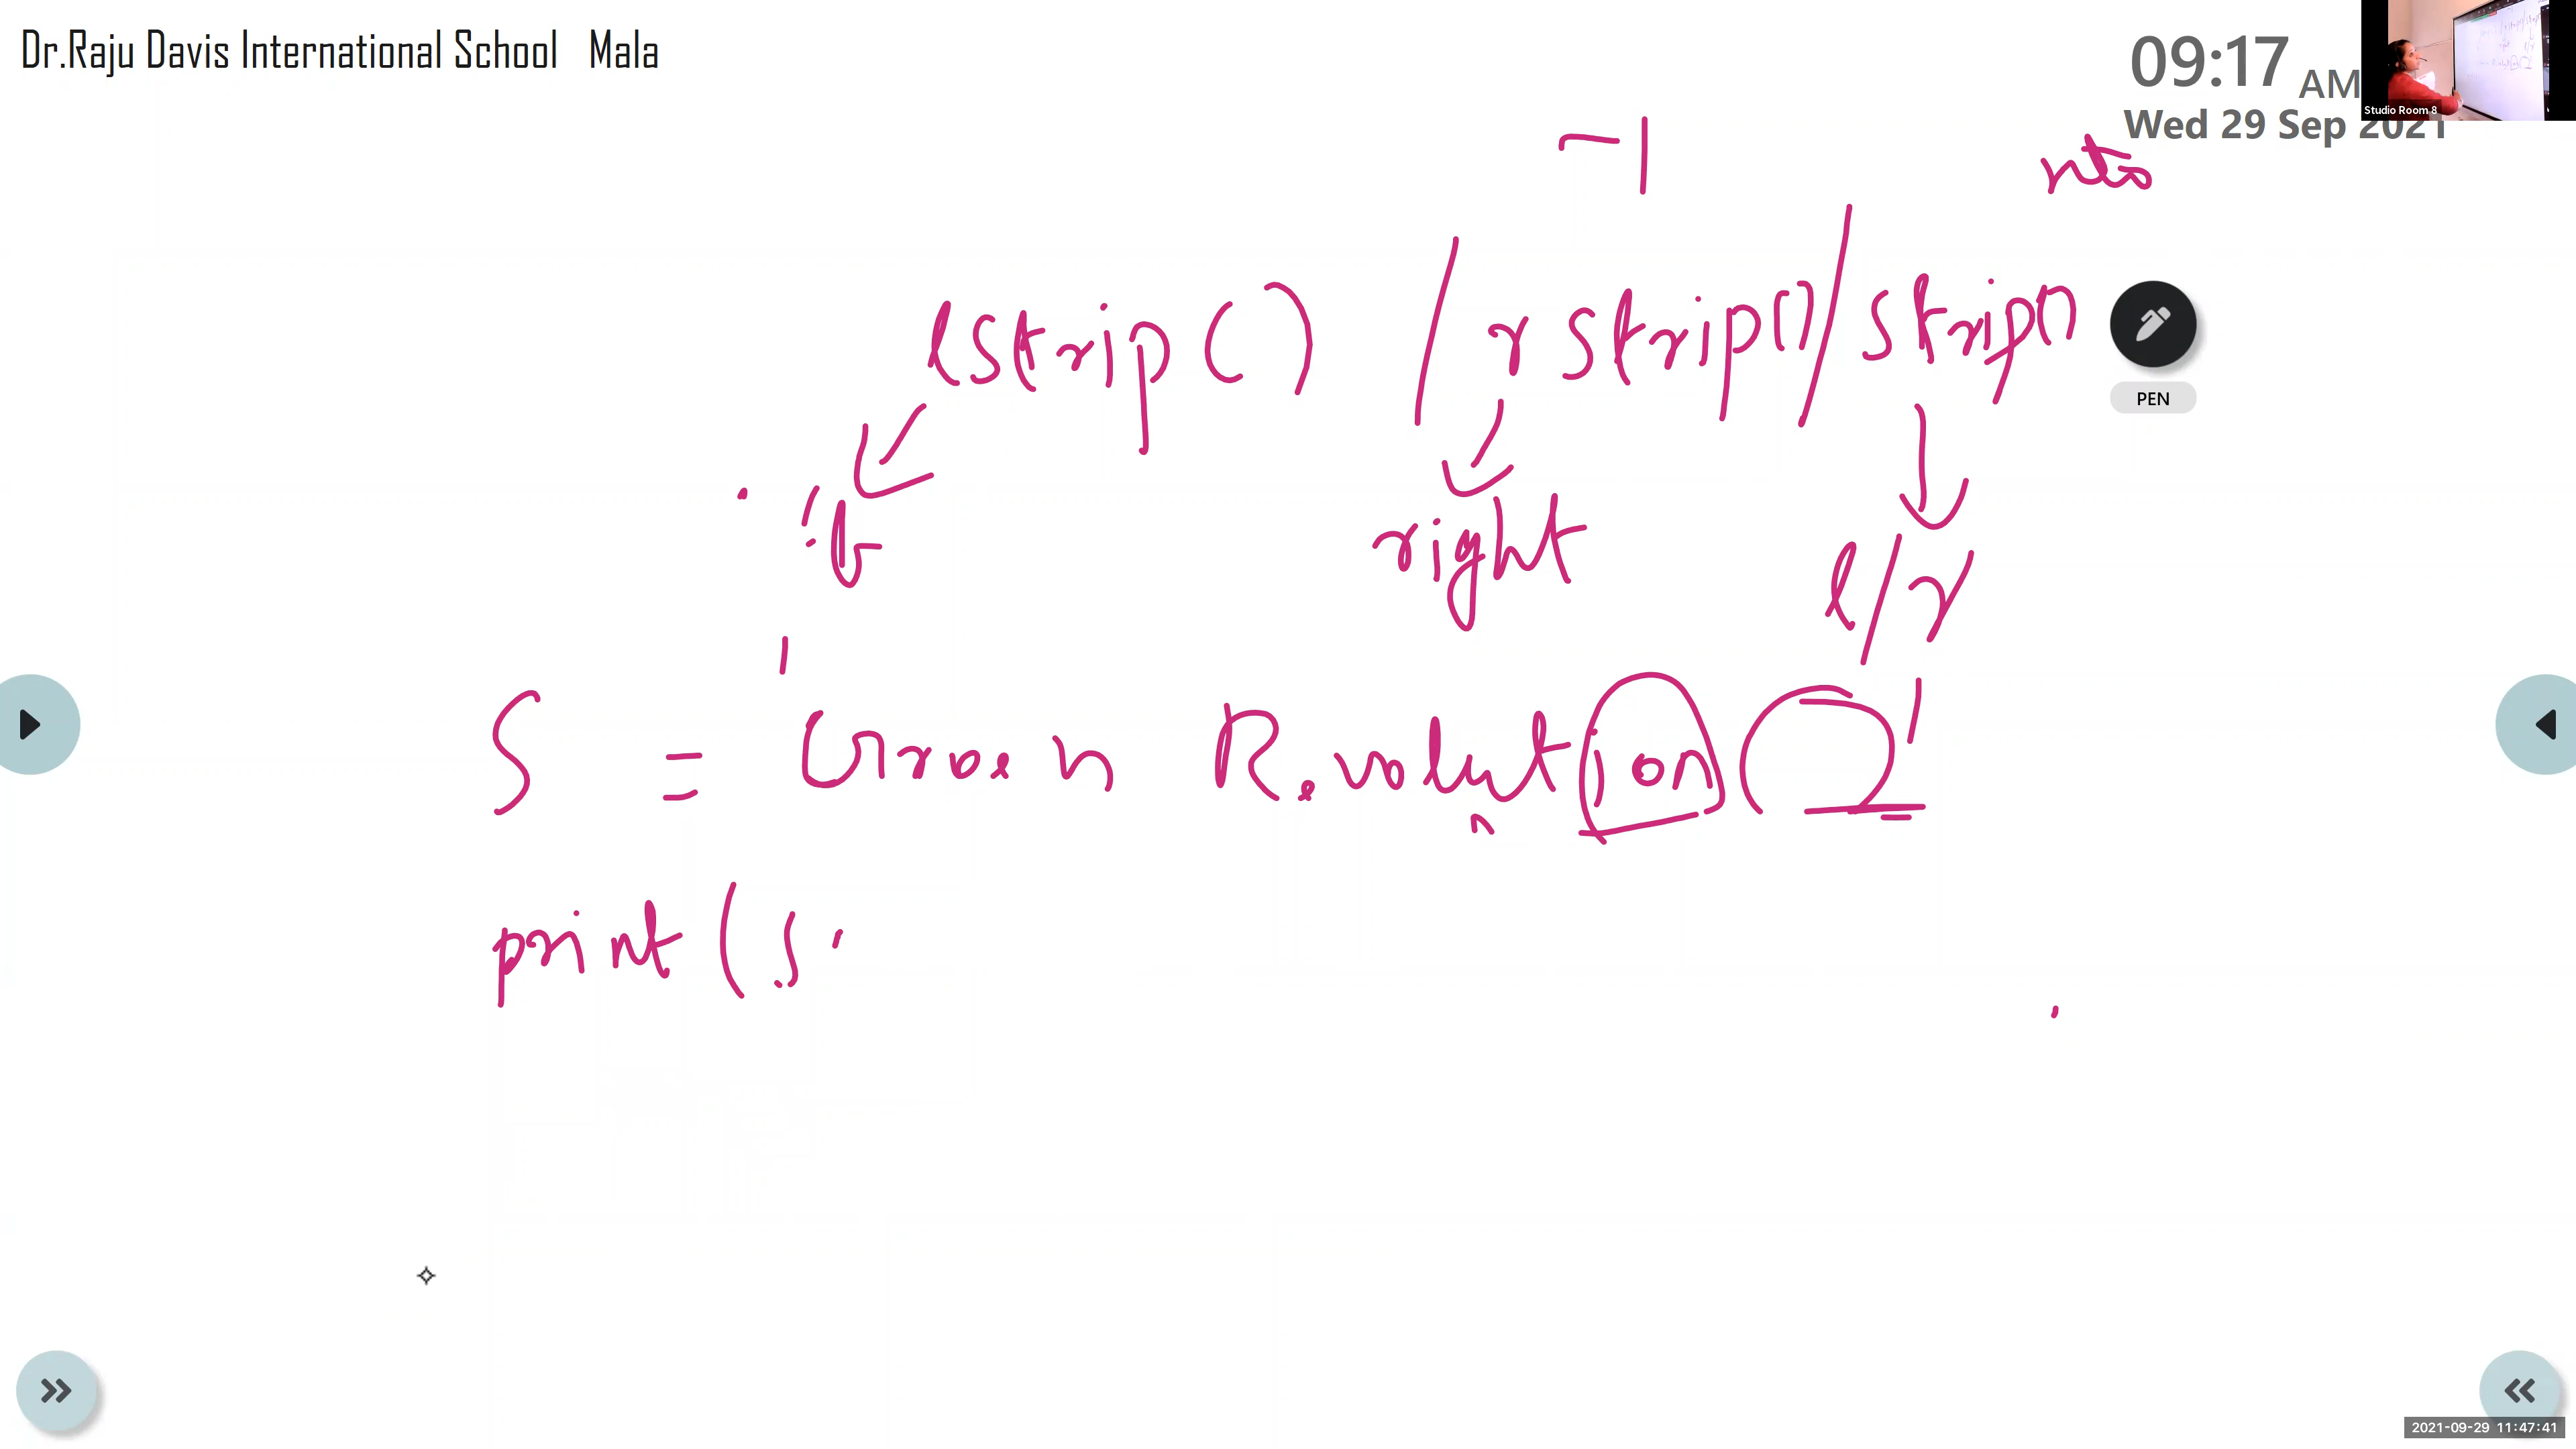 Dr.Raju Davis International School Mala
09:17 AM
Wed 29 Sep 2021
Studio Room 8
-1
lstrip() / rstrip() / strip()
PEN
right l/r
S = 'Green Revolution '
print(s.
2021-09-29 11:47:41